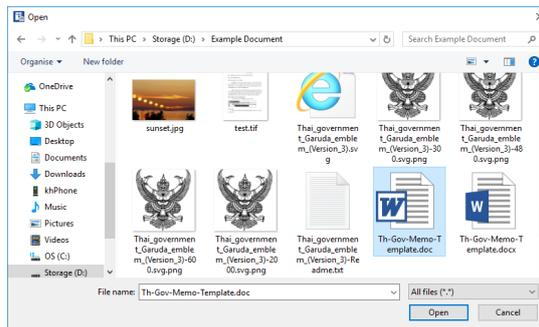 Open
This PC > Storage (D:) > Example Document
Search Example Document
Organise
New folder
OneDrive
This PC
3D Objects
Desktop
Documents
Downloads
khPhone
Music
Pictures
Videos
OS (C:)
Storage (D:)
sunset.jpg
test.tif
Thai_governmen
t_Garuda_emble
m_(Version_3).sv
g
Thai_governmen
t_Garuda_emble
m_(Version_3)-30
0.svg.png
Thai_governmen
t_Garuda_emble
m_(Version_3)-48
0.svg.png
Thai_governmen
t_Garuda_emble
m_(Version_3)-60
0.svg.png
Thai_governmen
t_Garuda_emble
m_(Version_3)-20
00.svg.png
Thai_governmen
t_Garuda_emble
m_(Version_3)-Re
adme.txt
W
Th-Gov-Memo-T
emplate.doc
W
Th-Gov-Memo-T
emplate.docx
File name:
Th-Gov-Memo-Template.doc
All files (*.*)
Open
Cancel